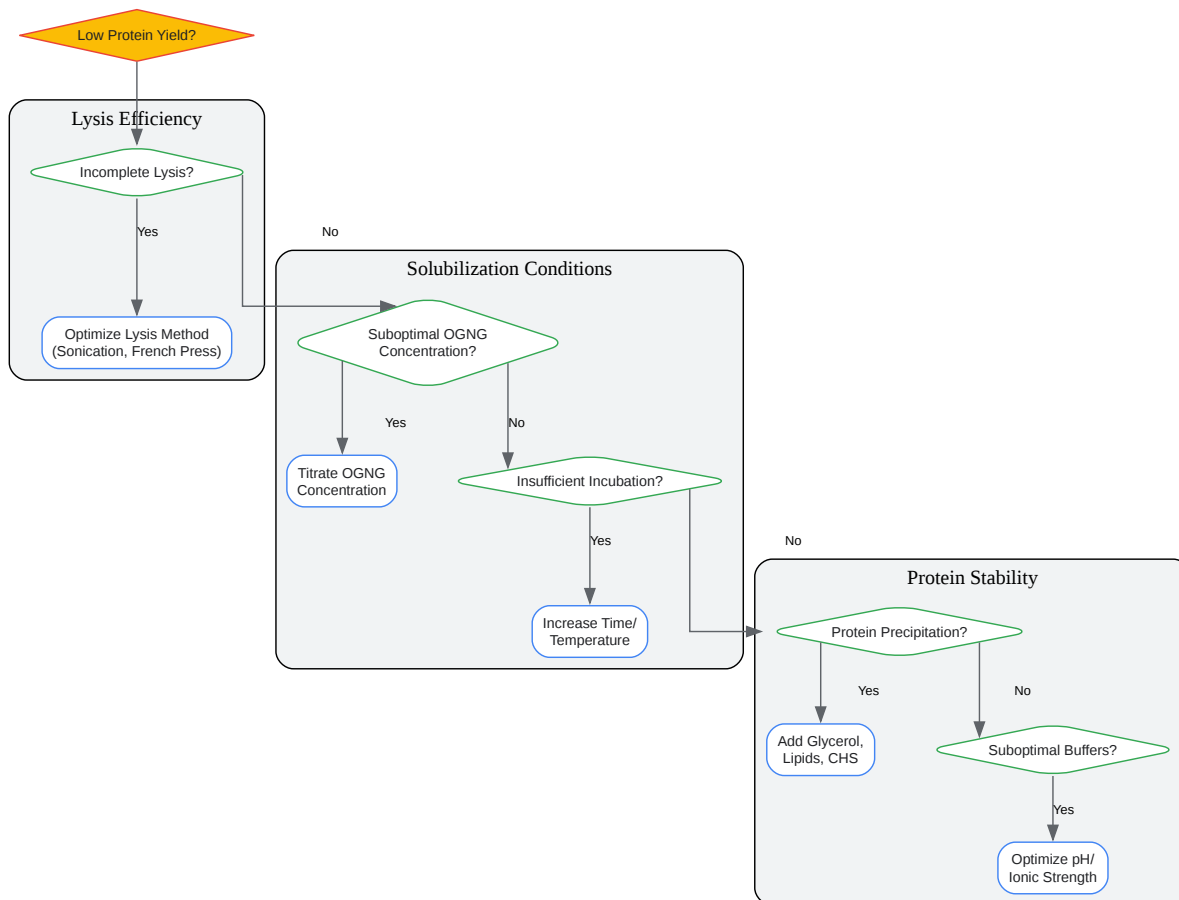 Low Protein Yield?
Lysis Efficiency
Incomplete Lysis?
Yes
No
Optimize Lysis Method
(Sonication, French Press)
Solubilization Conditions
Suboptimal OGNG
Concentration?
Yes
No
Titrate OGNG
Concentration
Insufficient Incubation?
Yes
No
Increase Time/
Temperature
Protein Stability
Protein Precipitation?
Yes
No
Add Glycerol,
Lipids, CHS
Suboptimal Buffers?
Yes
Optimize pH/
Ionic Strength